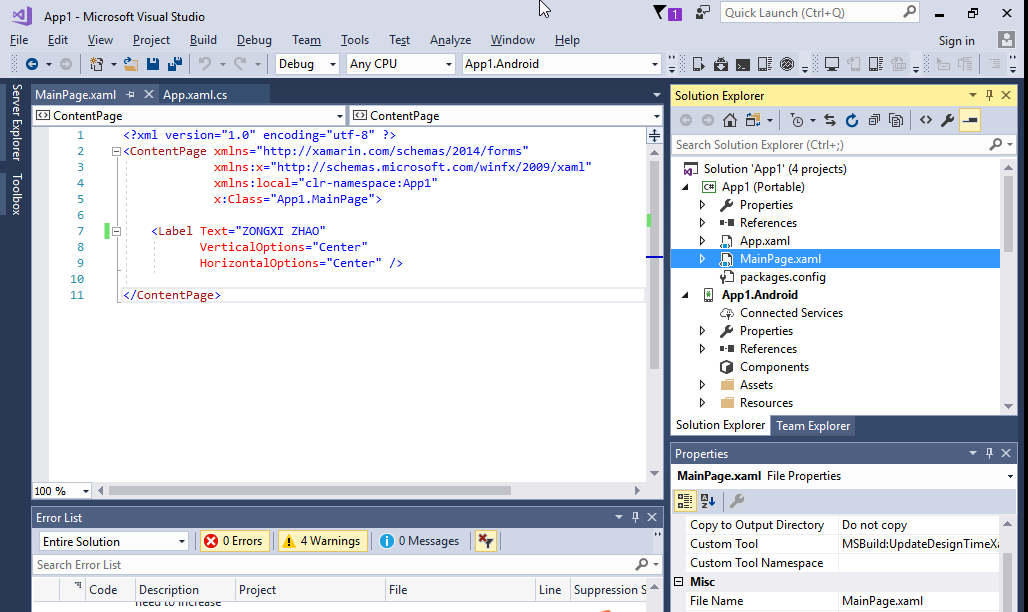 App1 - Microsoft Visual Studio
1
Quick Launch (Ctrl+Q)
File Edit View Project Build Debug Team Tools Test Analyze Window Help
Sign in
Debug Any CPU App1.Android
Server Explorer
Toolbox
MainPage.xaml App.xaml.cs
ContentPage ContentPage
1 <?xml version="1.0" encoding="utf-8" ?>
2 <ContentPage xmlns="http://xamarin.com/schemas/2014/forms"
3 xmlns:x="http://schemas.microsoft.com/winfx/2009/xaml"
4 xmlns:local="clr-namespace:App1"
5 x:Class="App1.MainPage">
6
7 <Label Text="ZONGXI ZHAO"
8 VerticalOptions="Center"
9 HorizontalOptions="Center" />
10
11 </ContentPage>
100 %
Error List
Entire Solution 0 Errors 4 Warnings 0 Messages
Search Error List
Code Description Project File Line Suppression S
need to increase
Solution Explorer
Search Solution Explorer (Ctrl+;)
Solution 'App1' (4 projects)
C# App1 (Portable)
Properties
References
App.xaml
MainPage.xaml
packages.config
App1.Android
Connected Services
Properties
References
Components
Assets
Resources
Solution Explorer Team Explorer
Properties
MainPage.xaml File Properties
Copy to Output Directory Do not copy
Custom Tool MSBuild:UpdateDesignTimeXa
Custom Tool Namespace
Misc
File Name MainPage.xaml